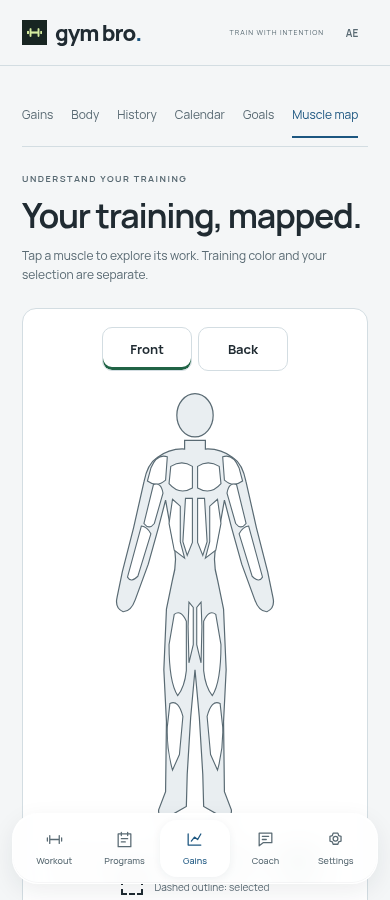 gym bro.
TRAIN WITH INTENTION
AE
Gains Body History Calendar Goals Muscle map
UNDERSTAND YOUR TRAINING
Your training, mapped.
Tap a muscle to explore its work. Training color and your
selection are separate.
Front Back
Workout Programs Gains Coach Settings
Dashed outline: selected